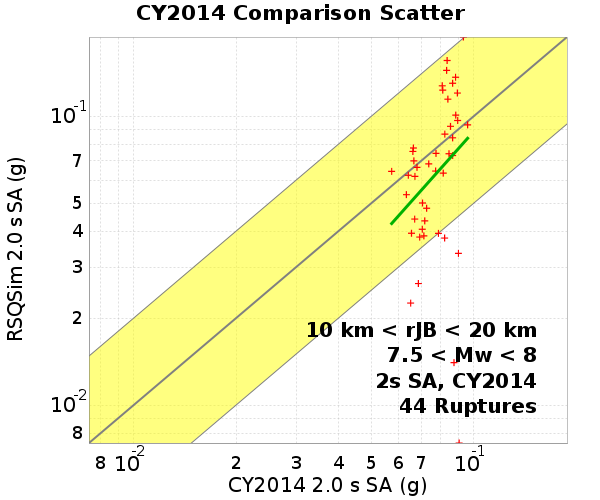 CY2014 Comparison Scatter
RSQSim 2.0 s SA (g)
10⁻¹
7
5
4
3
2
10⁻²
8
10 km < rJB < 20 km
7.5 < Mw < 8
2s SA, CY2014
44 Ruptures
8 10⁻² 2 3 4 5 6 7 10⁻¹
CY2014 2.0 s SA (g)